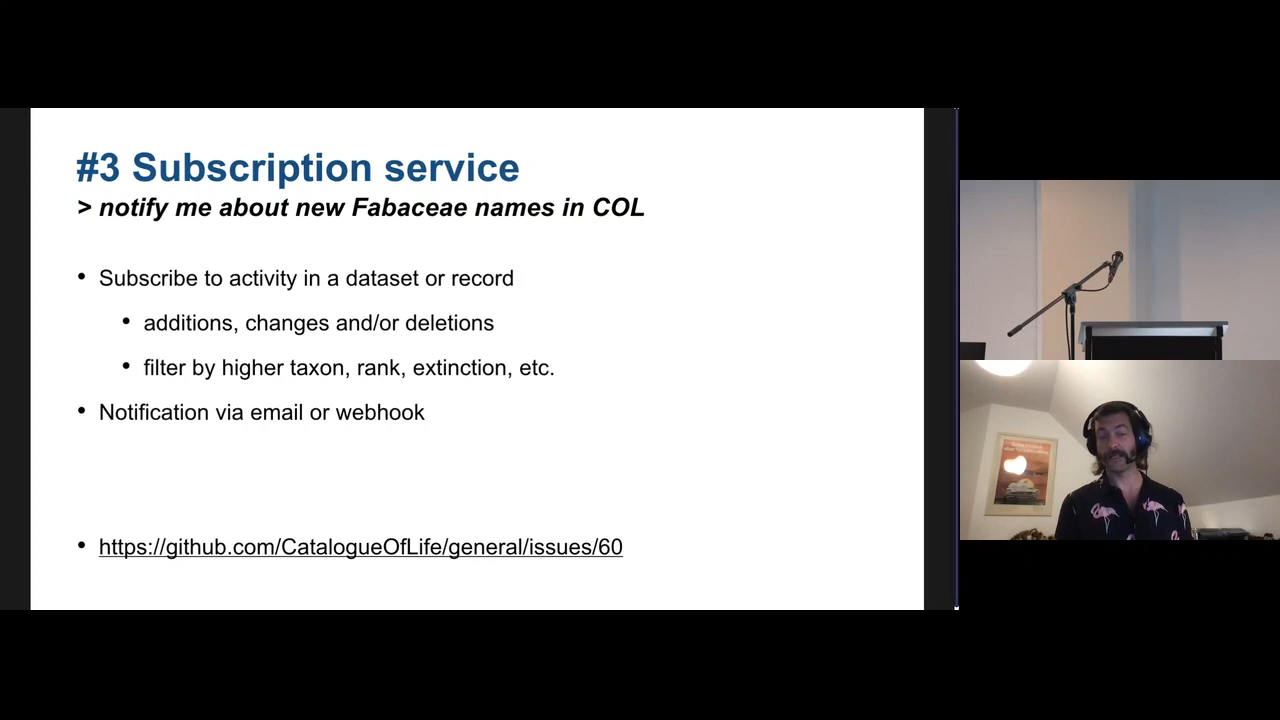 #3 Subscription service
> notify me about new Fabaceae names in COL
• Subscribe to activity in a dataset or record
• additions, changes and/or deletions
• filter by higher taxon, rank, extinction, etc.
• Notification via email or webhook
• https://github.com/CatalogueOfLife/general/issues/60